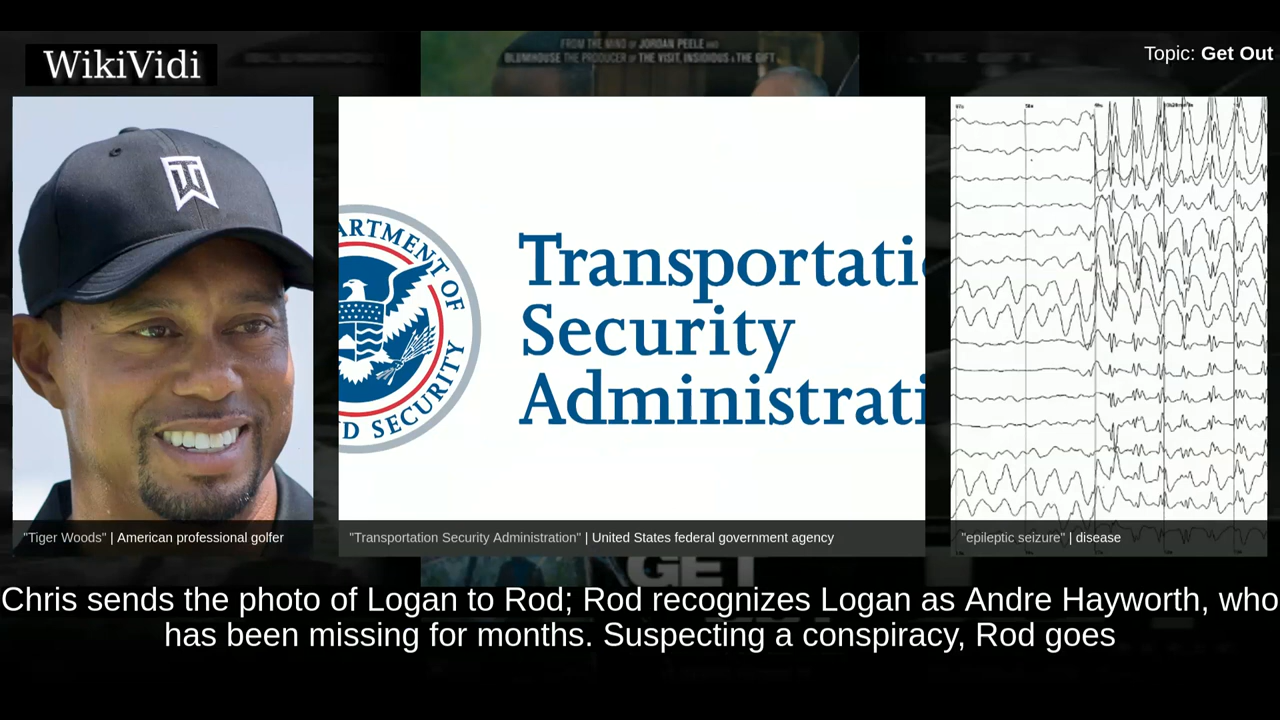 FROM THE MIND OF JORDAN PEELE AND
BLUMHOUSE THE PRODUCER OF THE VISIT, INSIDIOUS & THE GIFT
WikiVidi
Topic: Get Out
TW
ARTMENT OF
D SECURITY
Transportati
Security
Administrati
"Tiger Woods" | American professional golfer
"Transportation Security Administration" | United States federal government agency
"epileptic seizure" | disease
GET
Chris sends the photo of Logan to Rod; Rod recognizes Logan as Andre Hayworth, who
has been missing for months. Suspecting a conspiracy, Rod goes